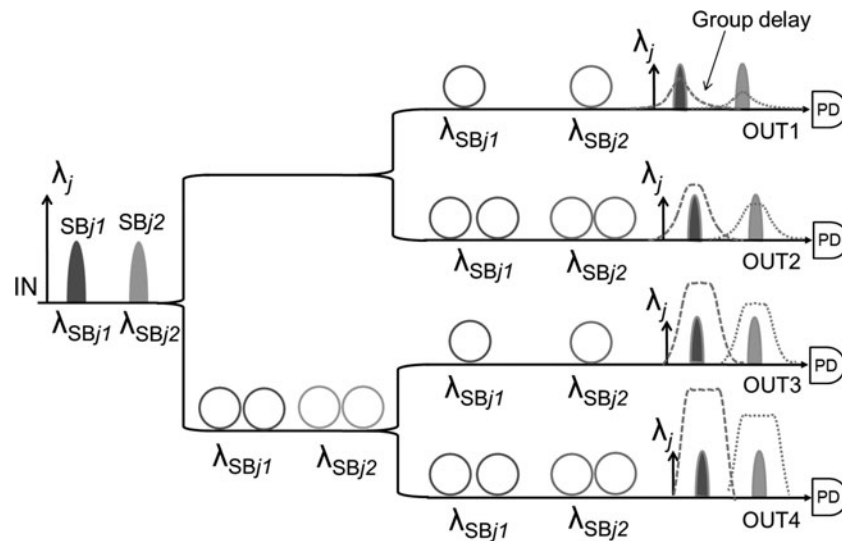 Group delay
λj
PD
OUT1
λSBj1 λSBj2
λj
SBj1 SBj2
IN
λSBj1 λSBj2
λj
PD
OUT2
λSBj1 λSBj2
λj
PD
OUT3
λSBj1 λSBj2
λSBj1 λSBj2
λj
PD
OUT4
λSBj1 λSBj2